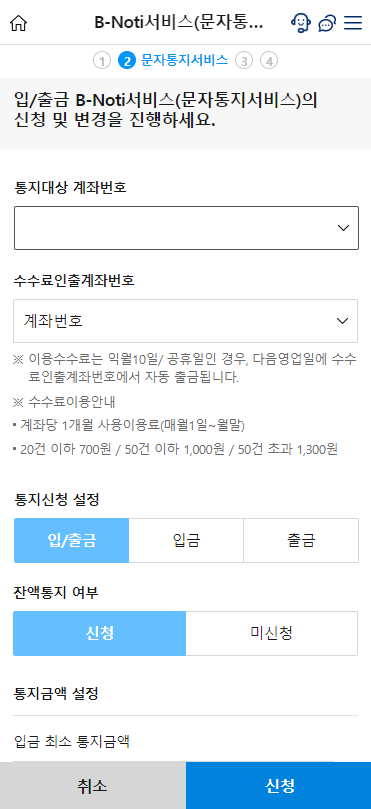 B-Noti서비스(문자통...
1 2 문자통지서비스 3 4
입/출금 B-Noti서비스(문자통지서비스)의
신청 및 변경을 진행하세요.
통지대상 계좌번호
수수료인출계좌번호
계좌번호
※ 이용수수료는 익월10일/ 공휴일인 경우, 다음영업일에 수수
료인출계좌번호에서 자동 출금됩니다.
※ 수수료이용안내
• 계좌당 1개월 사용이용료(매월1일~월말)
• 20건 이하 700원 / 50건 이하 1,000원 / 50건 초과 1,300원
통지신청 설정
입/출금 입금 출금
잔액통지 여부
신청 미신청
통지금액 설정
입금 최소 통지금액
취소 신청